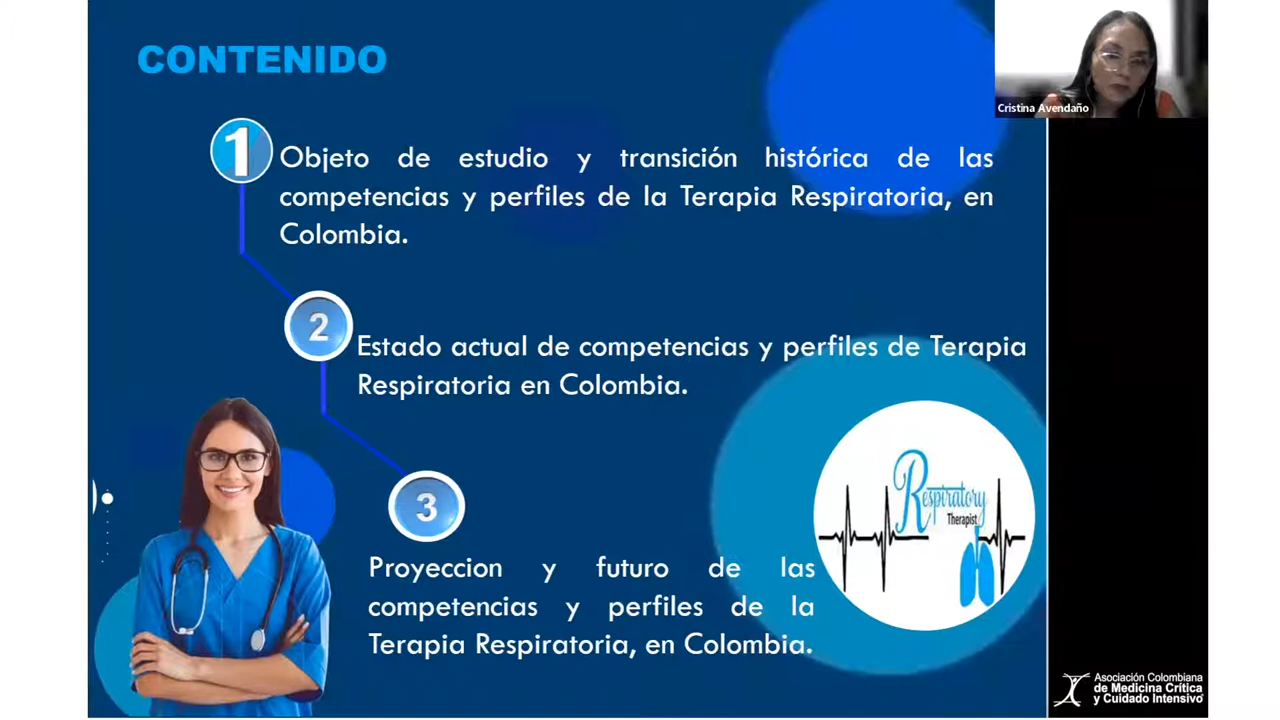 CONTENIDO
Cristina Avendaño
1
Objeto de estudio y transición histórica de las
competencias y perfiles de la Terapia Respiratoria, en
Colombia.
2
Estado actual de competencias y perfiles de Terapia
Respiratoria en Colombia.
3
Proyeccion y futuro de las
competencias y perfiles de la
Terapia Respiratoria, en Colombia.
Respiratory
Therapist
Asociación Colombiana
de Medicina Crítica
y Cuidado Intensivo